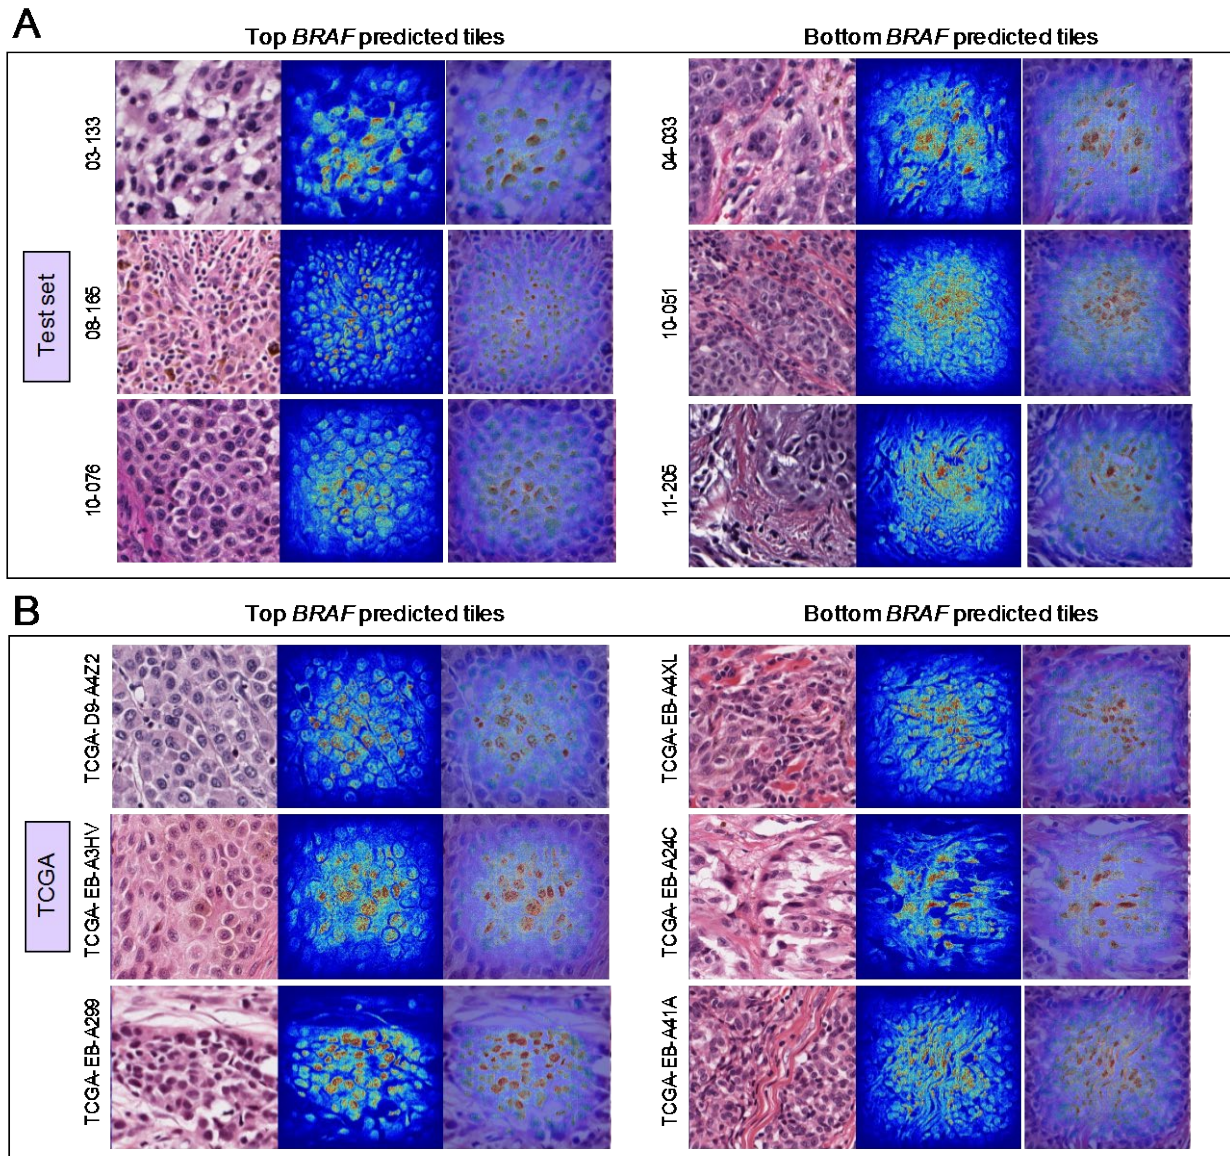 A
Top BRAF predicted tiles
Bottom BRAF predicted tiles
Test set
03-133
04-033
08-165
10-051
10-076
11-205
B
Top BRAF predicted tiles
Bottom BRAF predicted tiles
TCGA
TCGA-D9-A4Z2
TCGA-EB-A4XL
TCGA-EB-A3HV
TCGA-EB-A24C
TCGA-EB-A299
TCGA-EB-A41A